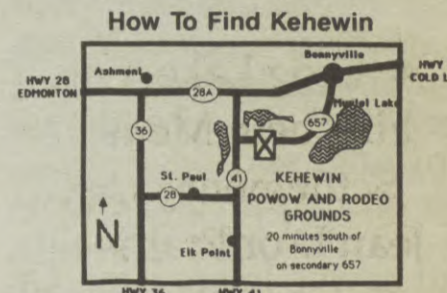 How To Find Kehewin
Bonnyville
Ashmont
HWY 28
EDMONTON
HWY
COLD L
28A
Muriel Lake
36
657
St. Paul
28
41
KEHEWIN
POWOW AND RODEO
GROUNDS
20 minutes south of
Bonnyville
on secondary 657
N
Elk Point
HWY 36
HWY 41